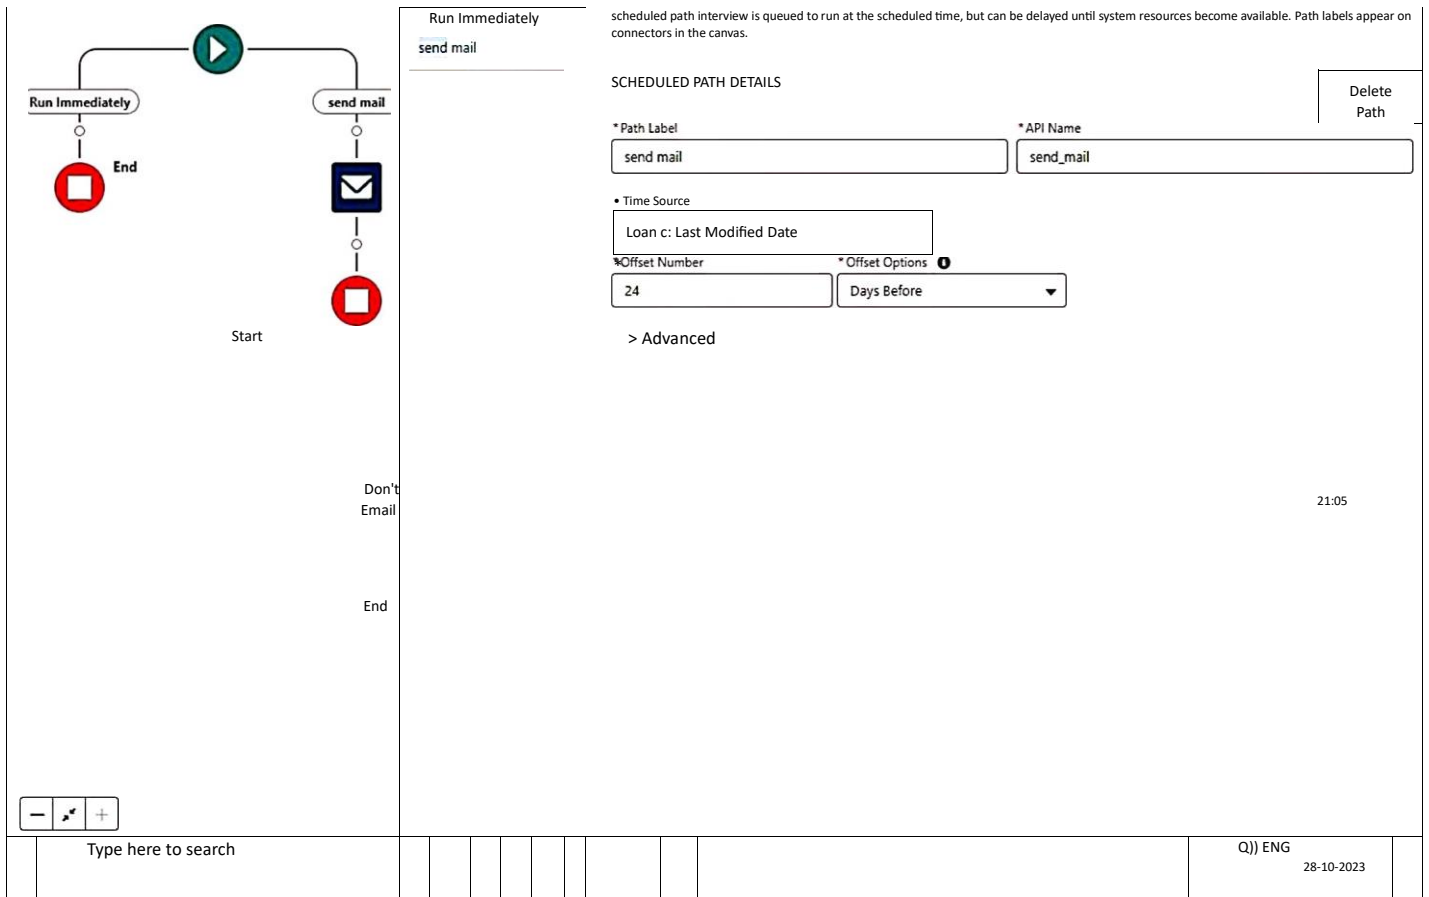 Run Immediately
send mail
End
Start
Don't
Email
End
Run Immediately
send mail
scheduled path interview is queued to run at the scheduled time, but can be delayed until system resources become available. Path labels appear on
connectors in the canvas.
SCHEDULED PATH DETAILS
Delete
Path
*Path Label
*API Name
send mail
send_mail
• Time Source
Loan c: Last Modified Date
*Offset Number
*Offset Options
24
Days Before
> Advanced
21:05
Type here to search
Q)) ENG
28-10-2023